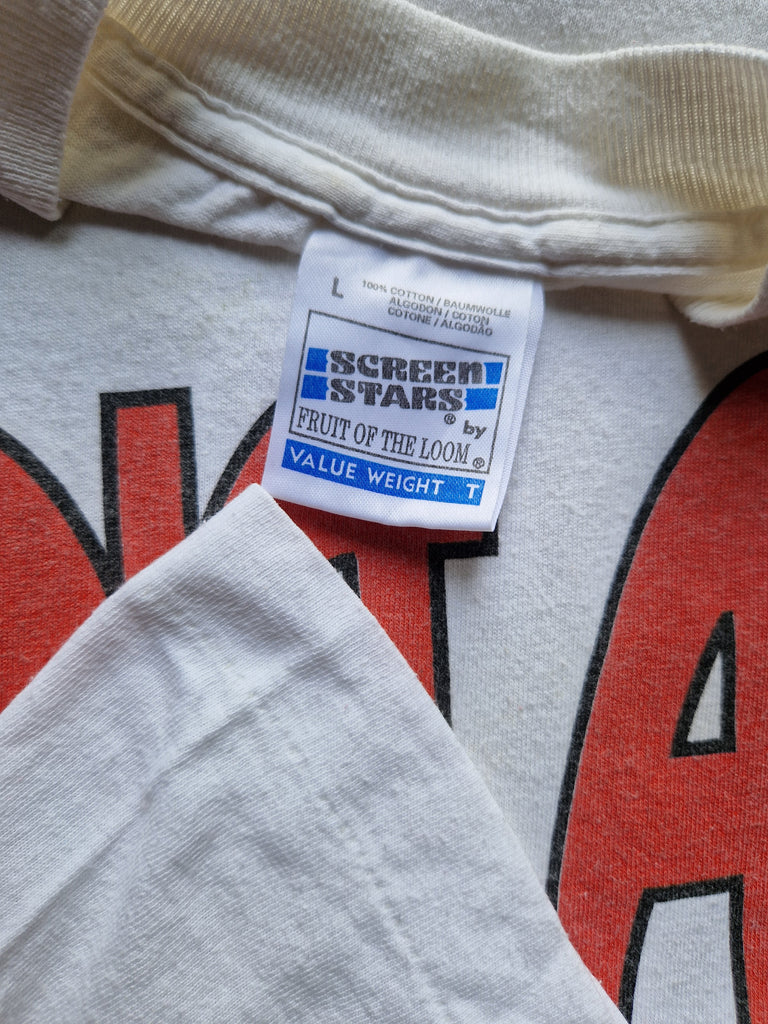 L
100% COTTON / BAUMWOLLE
ALGODON / COTON
COTONE / ALGODÃO
SCREEN
STARS®
by
FRUIT OF THE LOOM®
VALUE WEIGHT T